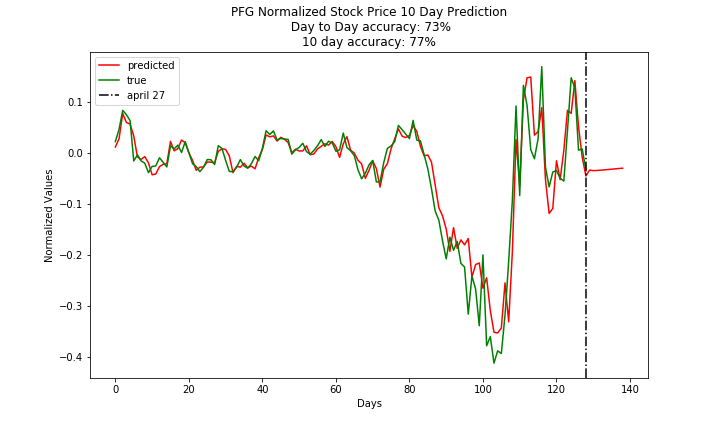 PFG Normalized Stock Price 10 Day Prediction
Day to Day accuracy: 73%
10 day accuracy: 77%
predicted
true
april 27
Normalized Values
0.1
0.0
−0.1
−0.2
−0.3
−0.4
0 20 40 60 80 100 120 140
Days